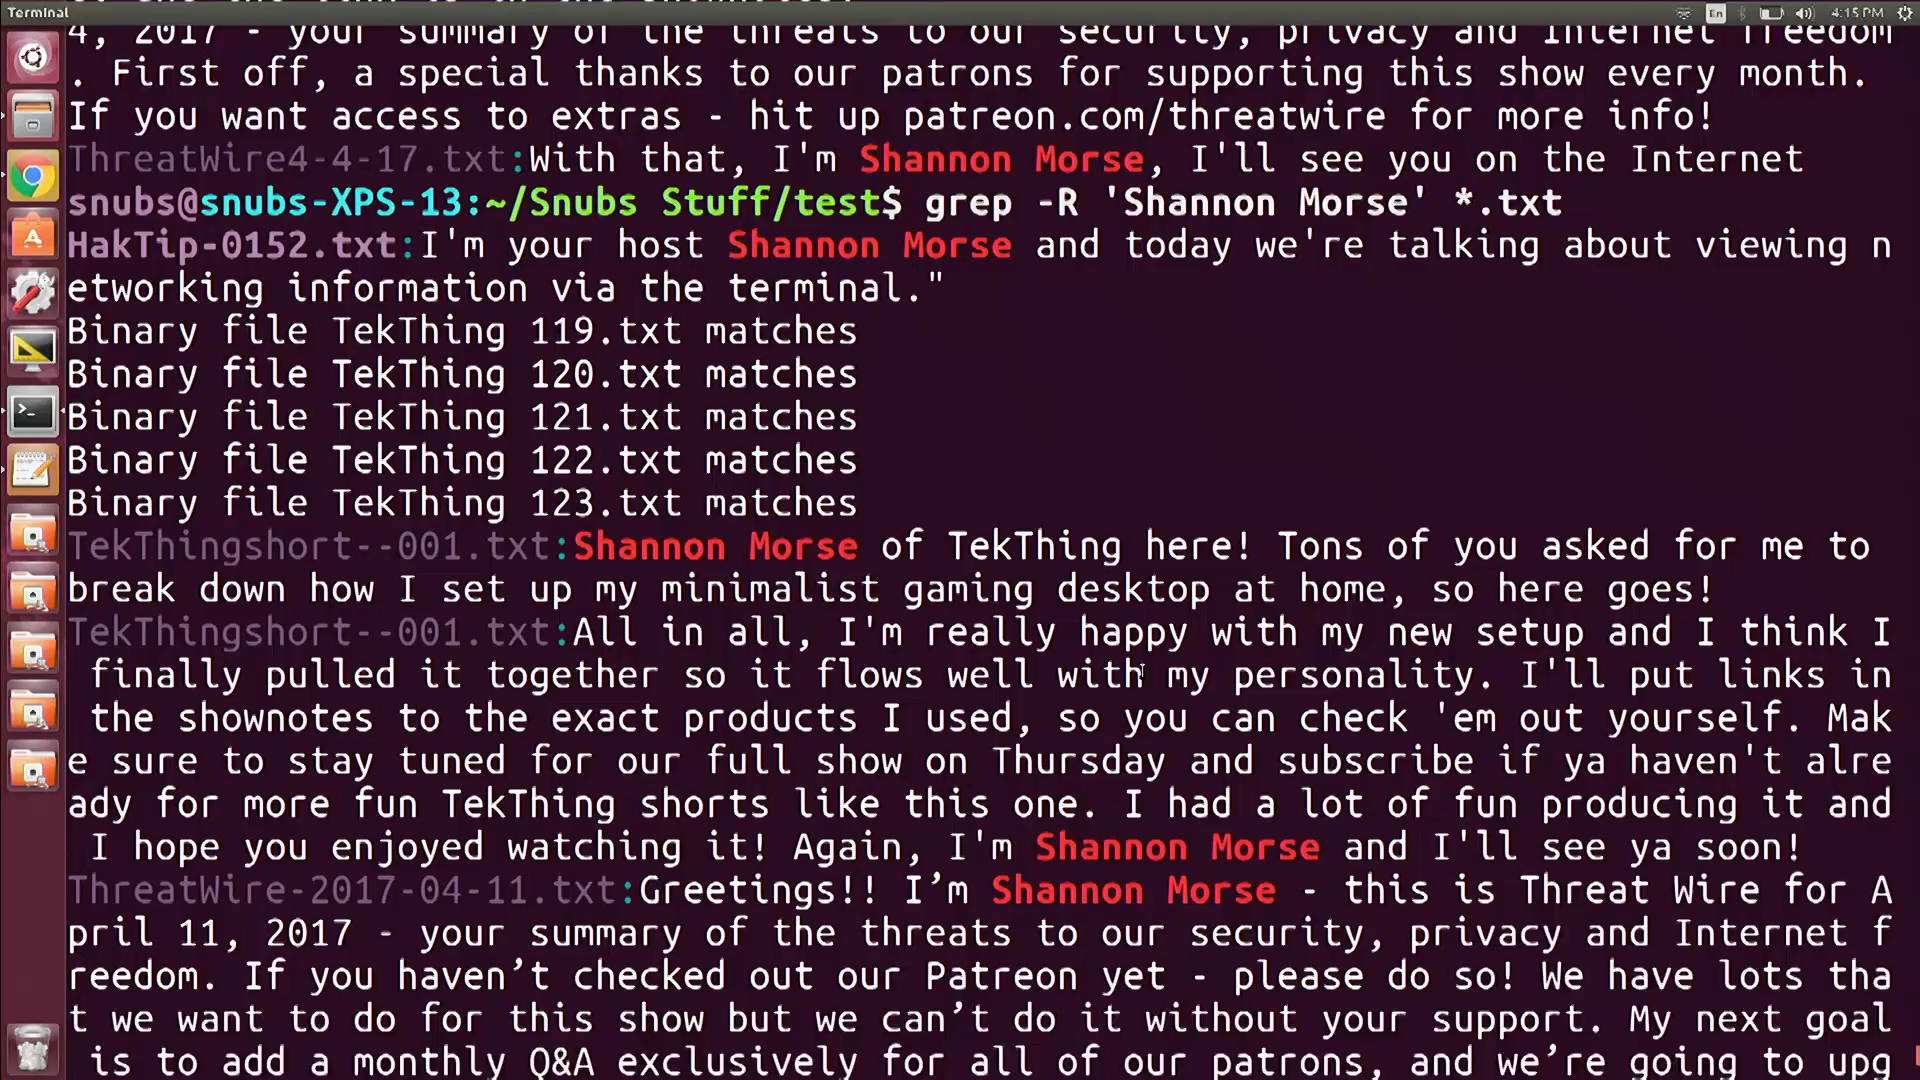 Terminal
En
4:15 PM
4, 2017 - your summary of the threats to our security, privacy and Internet freedom
. First off, a special thanks to our patrons for supporting this show every month.
If you want access to extras - hit up patreon.com/threatwire for more info!
ThreatWire4-4-17.txt:With that, I'm Shannon Morse, I'll see you on the Internet
snubs@snubs-XPS-13:~/Snubs Stuff/test$ grep -R 'Shannon Morse' *.txt
HakTip-0152.txt:I'm your host Shannon Morse and today we're talking about viewing n
etworking information via the terminal."
Binary file TekThing 119.txt matches
Binary file TekThing 120.txt matches
Binary file TekThing 121.txt matches
Binary file TekThing 122.txt matches
Binary file TekThing 123.txt matches
TekThingshort--001.txt:Shannon Morse of TekThing here! Tons of you asked for me to
break down how I set up my minimalist gaming desktop at home, so here goes!
TekThingshort--001.txt:All in all, I'm really happy with my new setup and I think I
finally pulled it together so it flows well with my personality. I'll put links in
the shownotes to the exact products I used, so you can check 'em out yourself. Mak
e sure to stay tuned for our full show on Thursday and subscribe if ya haven't alre
ady for more fun TekThing shorts like this one. I had a lot of fun producing it and
I hope you enjoyed watching it! Again, I'm Shannon Morse and I'll see ya soon!
ThreatWire-2017-04-11.txt:Greetings!! I’m Shannon Morse - this is Threat Wire for A
pril 11, 2017 - your summary of the threats to our security, privacy and Internet f
reedom. If you haven’t checked out our Patreon yet - please do so! We have lots tha
t we want to do for this show but we can’t do it without your support. My next goal
is to add a monthly Q&A exclusively for all of our patrons, and we’re going to upg